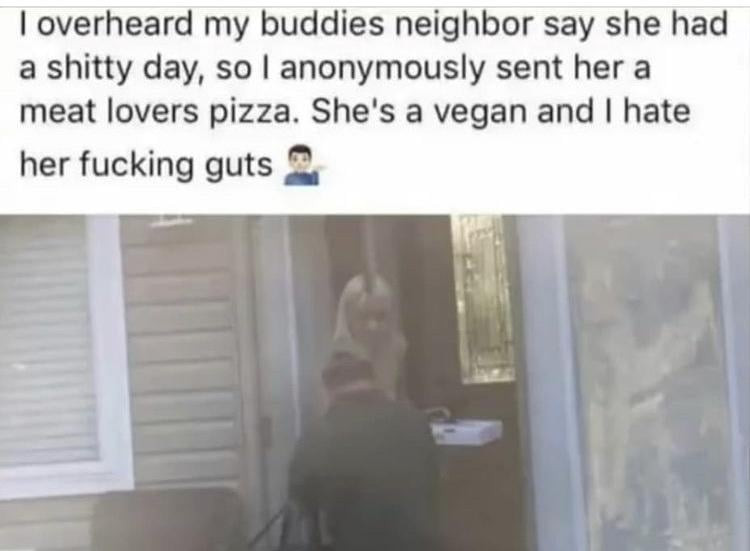 I overheard my buddies neighbor say she had
a shitty day, so I anonymously sent her a
meat lovers pizza. She's a vegan and I hate
her fucking guts 💁🏻‍♂️